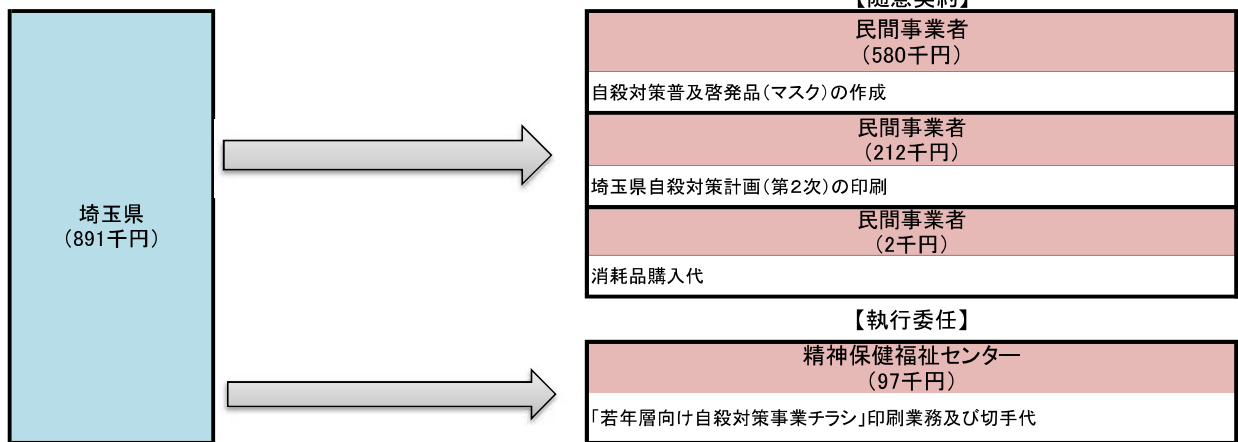 【随意契約】
民間事業者
（580千円）
自殺対策普及啓発品（マスク）の作成
民間事業者
（212千円）
埼玉県自殺対策計画（第２次）の印刷
民間事業者
（2千円）
消耗品購入代
埼玉県
（891千円）
【執行委任】
精神保健福祉センター
（97千円）
「若年層向け自殺対策事業チラシ」印刷業務及び切手代